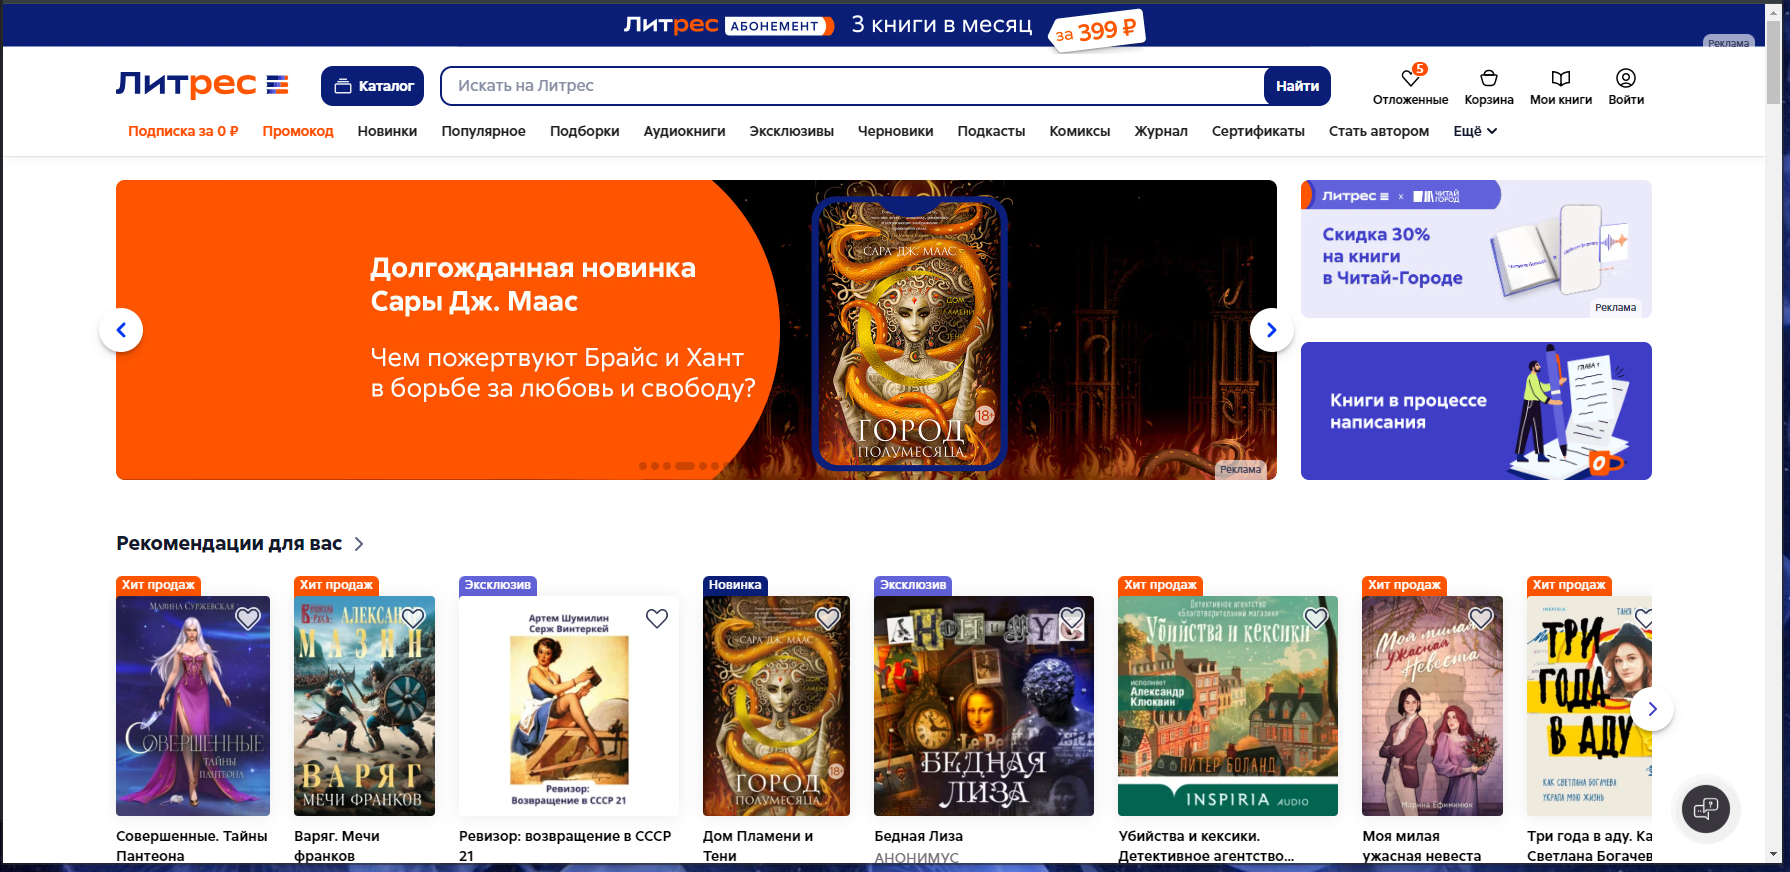 Литрес АБОНЕМЕНТ 3 книги в месяц за 399 ₽
Реклама
Литрес
Каталог
Искать на Литрес
Найти
5
Отложенные
Корзина
Мои книги
Войти
Подписка за 0 ₽
Промокод
Новинки
Популярное
Подборки
Аудиокниги
Эксклюзивы
Черновики
Подкасты
Комиксы
Журнал
Сертификаты
Стать автором
Ещё
Долгожданная новинка
Сары Дж. Маас
Чем пожертвуют Брайс и Хант
в борьбе за любовь и свободу?
САРА ДЖ. МААС
ДОМ
ПЛАМЕНИ
И
ТЕНИ
18+
ГОРОД
ПОЛУМЕСЯЦА
Реклама
Литрес × ЧИТАЙ
ГОРОД
Скидка 30%
на книги
в Читай-Городе
Реклама
Книги в процессе
написания
ГЛАВА 1
Рекомендации для вас
Хит продаж
МАРИНА СУРЖЕВСКАЯ
СОВЕРШЕННЫЕ
ТАЙНЫ
ПАНТЕОНА
Совершенные. Тайны
Пантеона
Хит продаж
АЛЕКСАНДР
МАЗИН
ВАРЯГ
МЕЧИ ФРАНКОВ
Варяг. Мечи
франков
Эксклюзив
Артем Шумилин
Серж Винтеркей
Ревизор:
Возвращение в СССР 21
Ревизор: возвращение в СССР
21
Новинка
САРА ДЖ. МААС
ДОМ
ПЛАМЕНИ
18+
ГОРОД
ПОЛУМЕСЯЦА
Дом Пламени и
Тени
Эксклюзив
АНОНИМУС
Le Petit
БЕДНАЯ
ЛИЗА
Бедная Лиза
АНОНИМУС
Хит продаж
Детективное агентство
«Благотворительный магазин»
Убийства и кексики
исполняет
Александр
Клюквин
ПИТЕР БОЛАНД
INSPIRIA AUDIO
Убийства и кексики.
Детективное агентство...
Хит продаж
Моя милая
ужасная
Невеста
Марина Ефиминюк
Моя милая
ужасная невеста
Хит продаж
INSPIRIA
ТАНЯ
ТРИ
ГОДА
В АДУ
КАК СВЕТЛАНА БОГАЧЕВА
УКРАЛА МОЮ ЖИЗНЬ
Три года в аду. Ка
Светлана Богачев